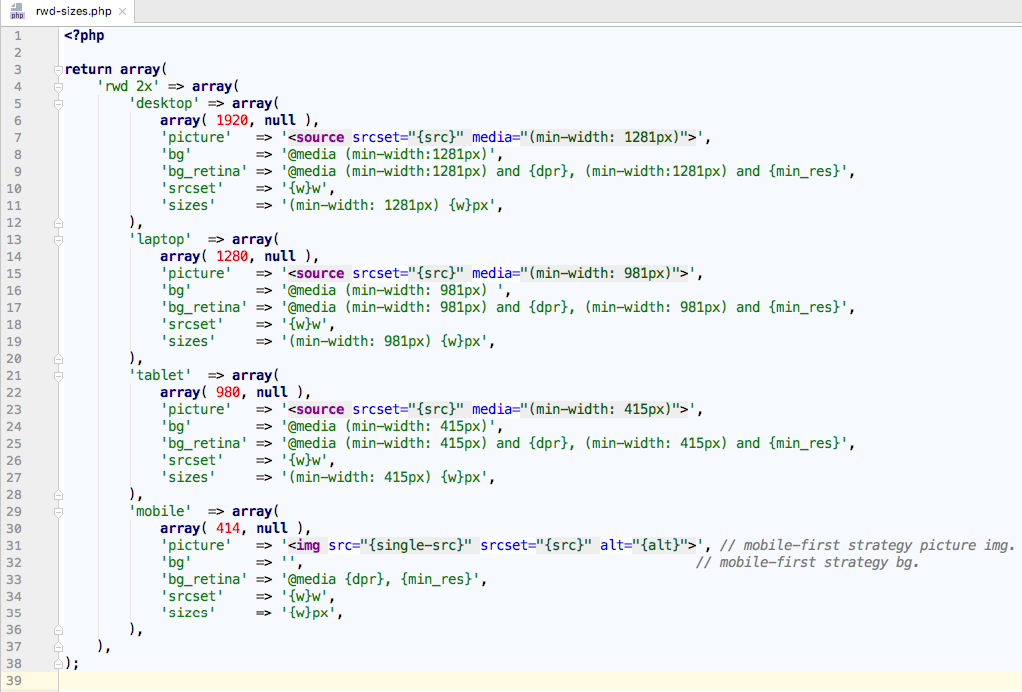 rwd-sizes.php
1 <?php
2
3 return array(
4     'rwd 2x' => array(
5         'desktop' => array(
6             array( 1920, null ),
7             'picture'   => '<source srcset="{src}" media="(min-width: 1281px)">',
8             'bg'        => '@media (min-width:1281px)',
9             'bg_retina' => '@media (min-width:1281px) and {dpr}, (min-width:1281px) and {min_res}',
10             'srcset'    => '{w}w',
11             'sizes'     => '(min-width: 1281px) {w}px',
12         ),
13         'laptop'  => array(
14             array( 1280, null ),
15             'picture'   => '<source srcset="{src}" media="(min-width: 981px)">',
16             'bg'        => '@media (min-width: 981px) ',
17             'bg_retina' => '@media (min-width: 981px) and {dpr}, (min-width: 981px) and {min_res}',
18             'srcset'    => '{w}w',
19             'sizes'     => '(min-width: 981px) {w}px',
20         ),
21         'tablet'  => array(
22             array( 980, null ),
23             'picture'   => '<source srcset="{src}" media="(min-width: 415px)">',
24             'bg'        => '@media (min-width: 415px)',
25             'bg_retina' => '@media (min-width: 415px) and {dpr}, (min-width: 415px) and {min_res}',
26             'srcset'    => '{w}w',
27             'sizes'     => '(min-width: 415px) {w}px',
28         ),
29         'mobile'  => array(
30             array( 414, null ),
31             'picture'   => '<img src="{single-src}" srcset="{src}" alt="{alt}">', // mobile-first strategy picture img.
32             'bg'        => '',                                                 // mobile-first strategy bg.
33             'bg_retina' => '@media {dpr}, {min_res}',
34             'srcset'    => '{w}w',
35             'sizes'     => '{w}px',
36         ),
37     ),
38 );
39